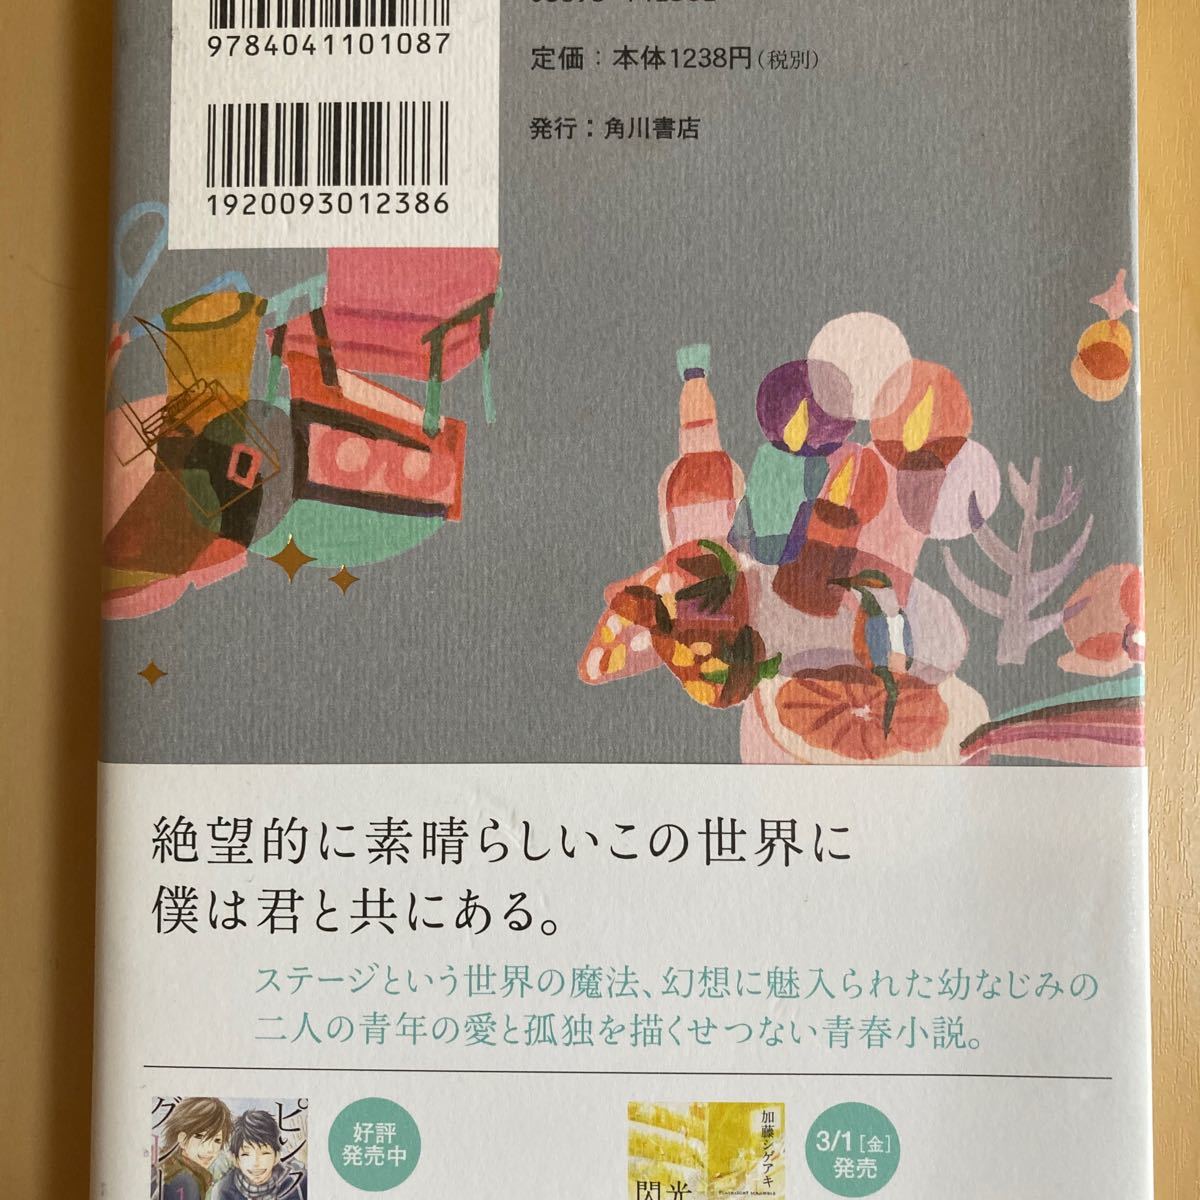 9784041101087
定価：本体1238円（税別）
発行：角川書店
1920093012386
絶望的に素晴らしいこの世界に
僕は君と共にある。
ステージという世界の魔法、幻想に魅入られた幼なじみの
二人の青年の愛と孤独を描くせつない青春小説。
好評
発売中
加藤シゲアキ
閃光
3/1［金］
発売